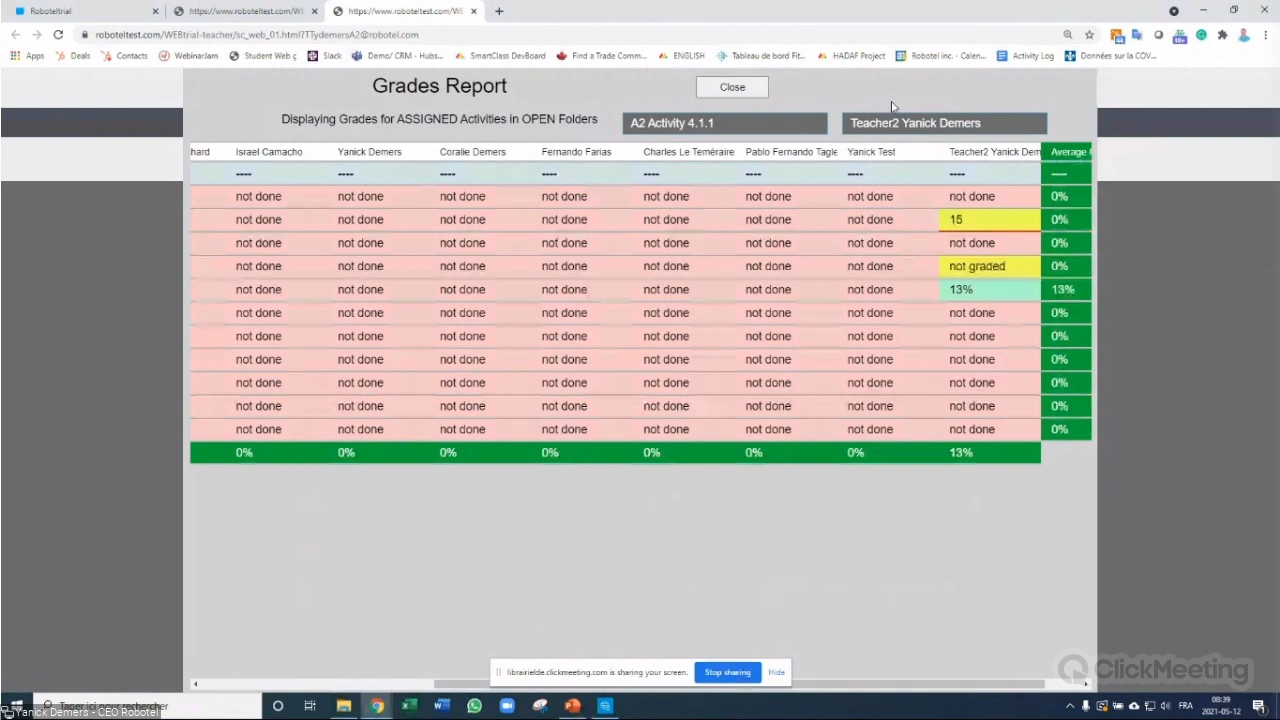 Roboteltrial
https://www.roboteltest.com/WE
https://www.roboteltest.com/WE
roboteltest.com/WEBtrial-teacher/sc_web_01.html?TTydemersA2@robotel.com
Apps Deals Contacts WebinarJam Student Web c Slack Demo/ CRM - Hubs... SmartClass DevBoard Find a Trade Comm... ENGLISH Tableau de bord Fit... HADAF Project Robotel inc. - Calen... Activity Log Données sur la COV...
Grades Report Close
Displaying Grades for ASSIGNED Activities in OPEN Folders A2 Activity 4.1.1 Teacher2 Yanick Demers
hard Israel Camacho Yanick Demers Coralie Demers Fernando Farias Charles Le Teméraire Pablo Fernando Tagle Yanick Test Teacher2 Yanick Dem Average
---- ---- ---- ---- ---- ---- ---- ---- ----
not done not done not done not done not done not done not done not done 0%
not done not done not done not done not done not done not done 15 0%
not done not done not done not done not done not done not done not done 0%
not done not done not done not done not done not done not done not graded 0%
not done not done not done not done not done not done not done 13% 13%
not done not done not done not done not done not done not done not done 0%
not done not done not done not done not done not done not done not done 0%
not done not done not done not done not done not done not done not done 0%
not done not done not done not done not done not done not done not done 0%
not done not done not done not done not done not done not done not done 0%
not done not done not done not done not done not done not done not done 0%
0% 0% 0% 0% 0% 0% 0% 13%
librairielde.clickmeeting.com is sharing your screen. Stop sharing Hide
ClickMeeting
Taper ici pour rechercher
FRA
08:39
2021-05-12
Yanick Demers - CEO Robotel